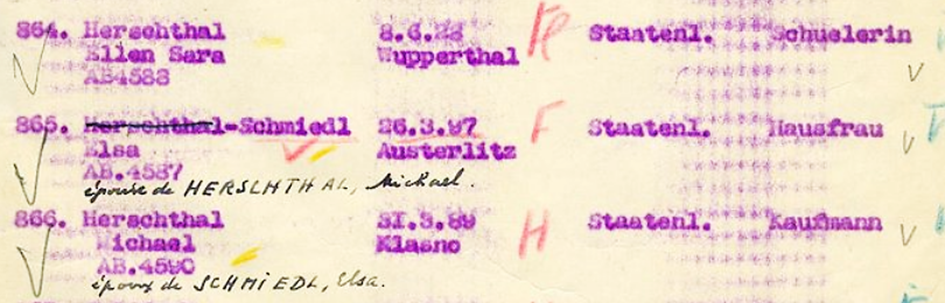 864. Herschthal 8.6.28 Staatenl. Schuelerin
Ellen Sara Wupperthal
AB4588
865. Herschthal-Schmiedl 26.3.97 Staatenl. Hausfrau
Elsa Austerlitz
AB.4587
épouse de HERSCHTHAL, Michael.
866. Herschthal 31.3.89 Staatenl. Kaufmann
Michael Klasno
AB.4590
époux de SCHMIEDL, Elsa.